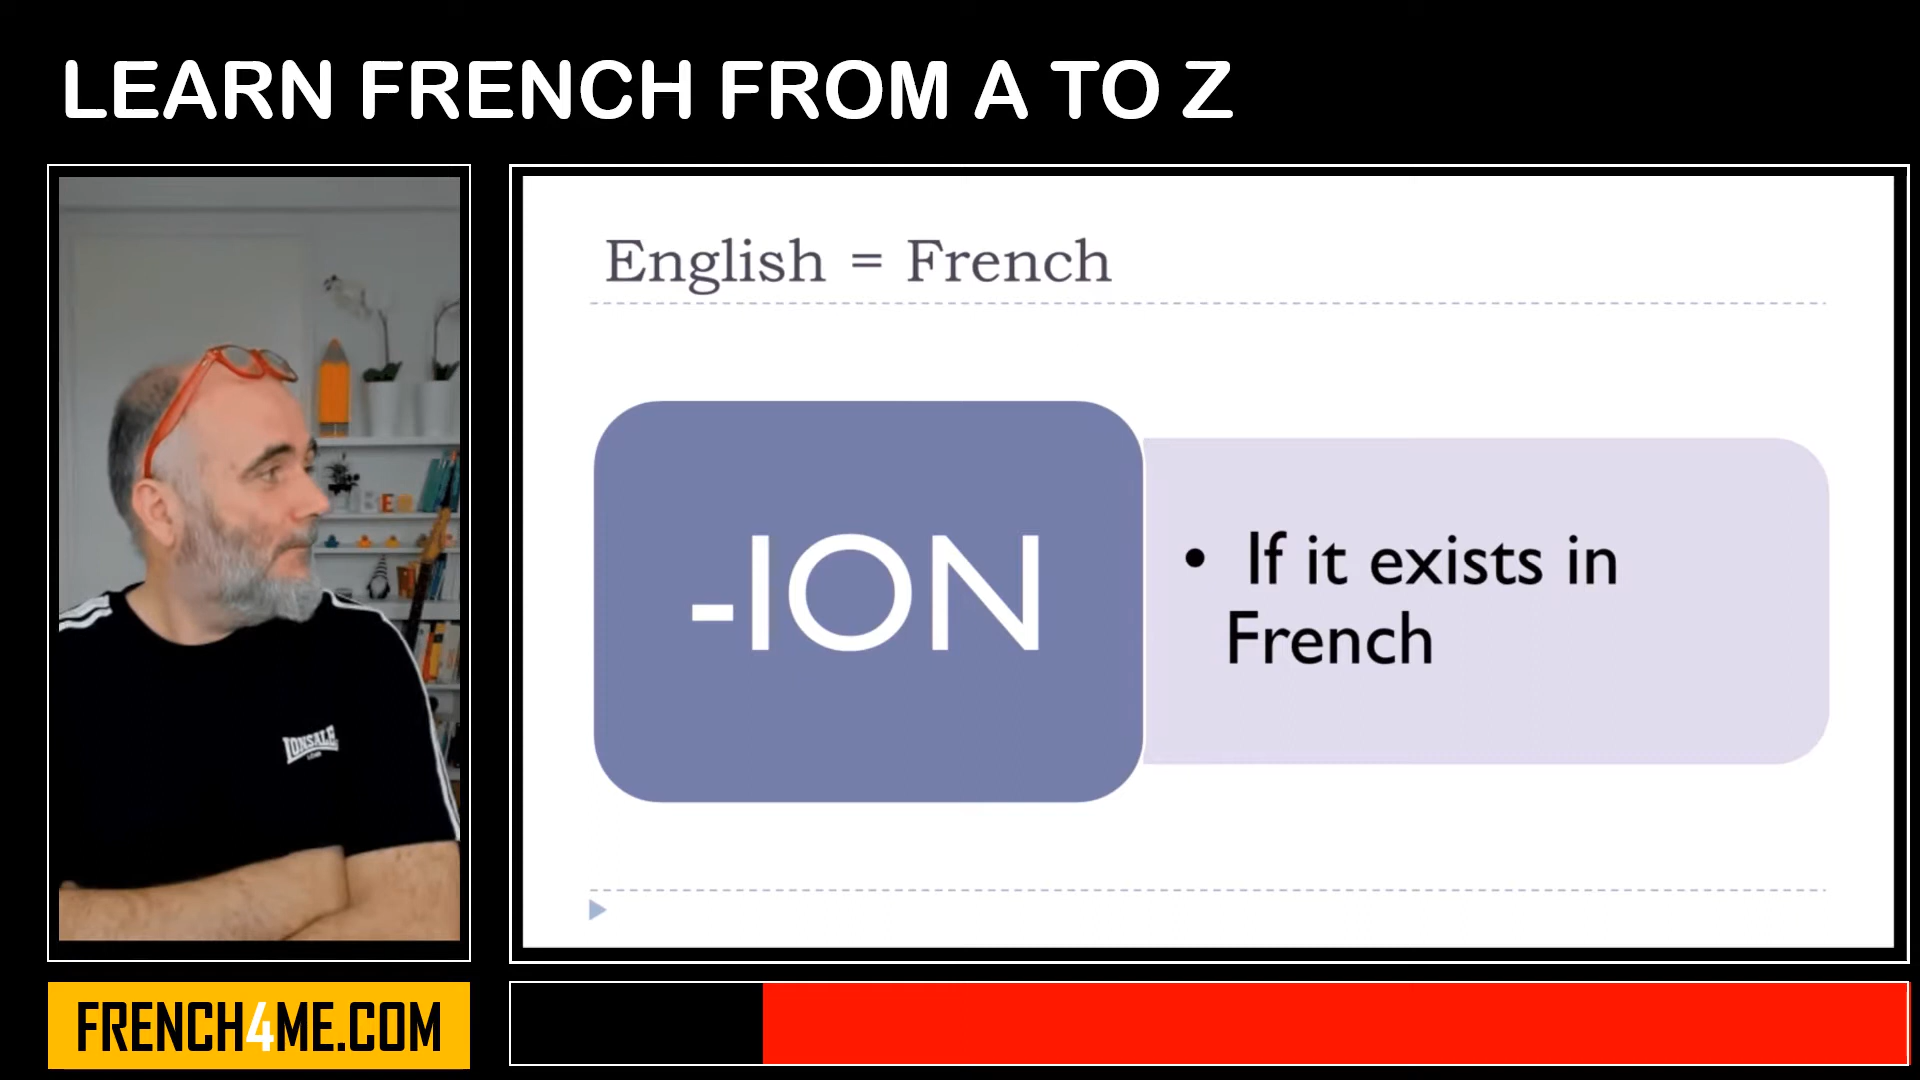 LEARN FRENCH FROM A TO Z
English = French
-ION
• If it exists in
French
LONSALE
FRENCH4ME.COM